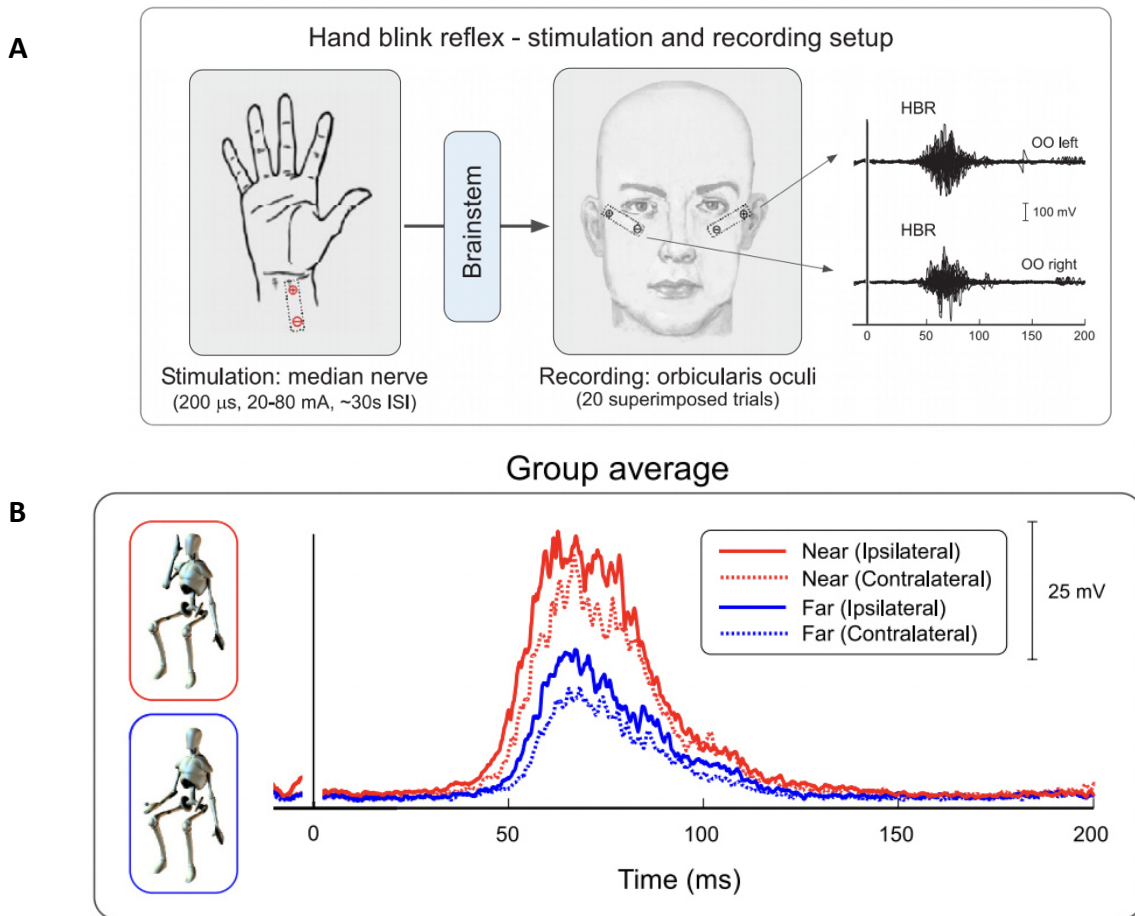 A
Hand blink reflex - stimulation and recording setup
Brainstem
HBR
OO left
100 mV
HBR
OO right
0 50 100 150 200
Stimulation: median nerve
(200 μs, 20-80 mA, ~30s ISI)
Recording: orbicularis oculi
(20 superimposed trials)
Group average
B
Near (Ipsilateral)
Near (Contralateral)
Far (Ipsilateral)
Far (Contralateral)
25 mV
0 50 100 150 200
Time (ms)